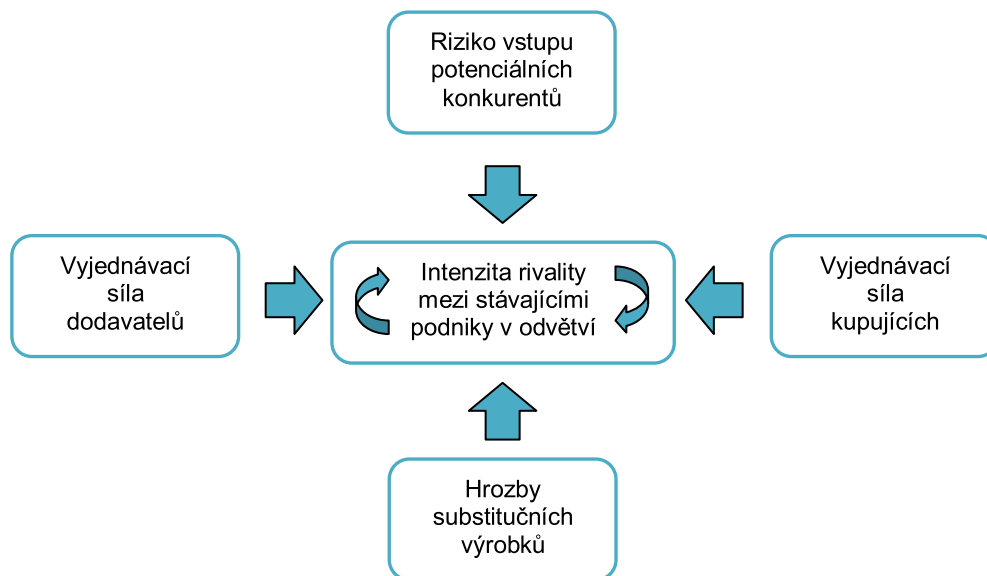 Riziko vstupu
potenciálních
konkurentů
Vyjednávací
síla
dodavatelů
Intenzita rivality
mezi stávajícími
podniky v odvětví
Vyjednávací
síla
kupujících
Hrozby
substitučních
výrobků